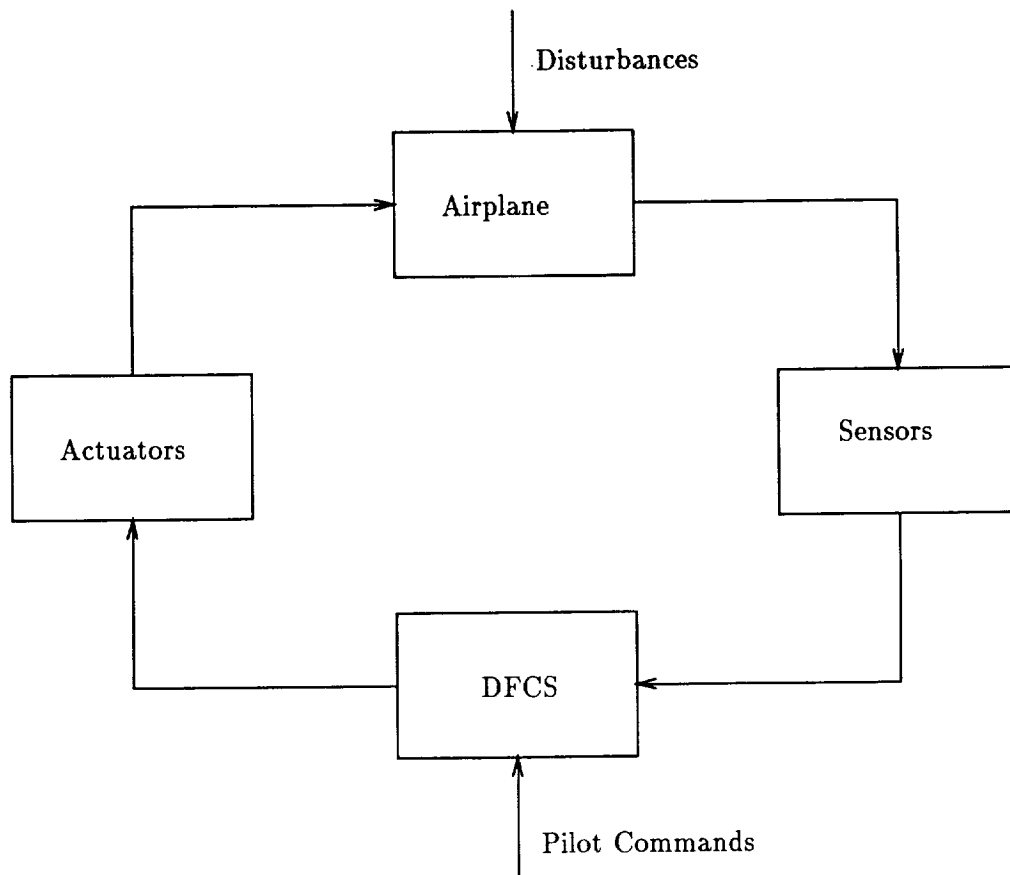 Disturbances
Airplane
Actuators
Sensors
DFCS
Pilot Commands